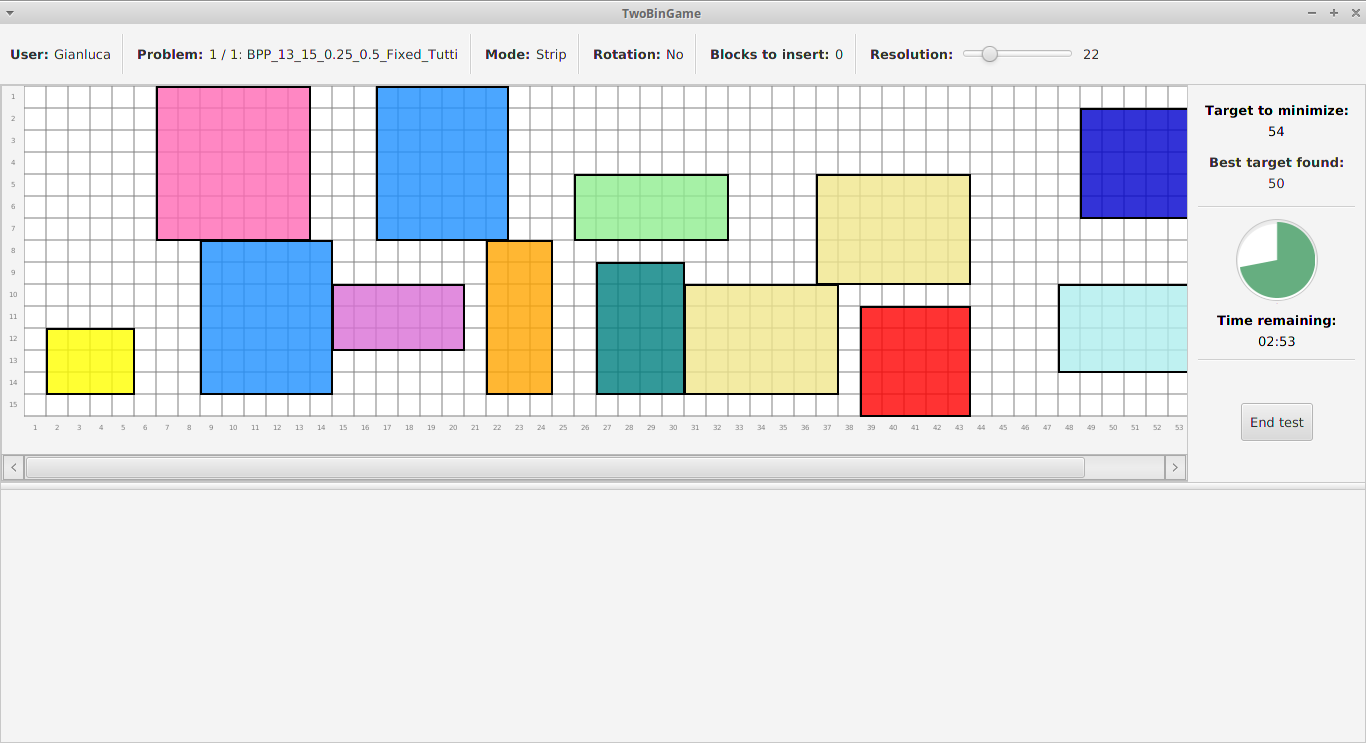 TwoBinGame
User: Gianluca Problem: 1 / 1: BPP_13_15_0.25_0.5_Fixed_Tutti Mode: Strip Rotation: No Blocks to insert: 0 Resolution: 22
1
2
3
4
5
6
7
8
9
10
11
12
13
14
15
1 2 3 4 5 6 7 8 9 10 11 12 13 14 15 16 17 18 19 20 21 22 23 24 25 26 27 28 29 30 31 32 33 34 35 36 37 38 39 40 41 42 43 44 45 46 47 48 49 50 51 52 53
Target to minimize:
54
Best target found:
50
Time remaining:
02:53
End test